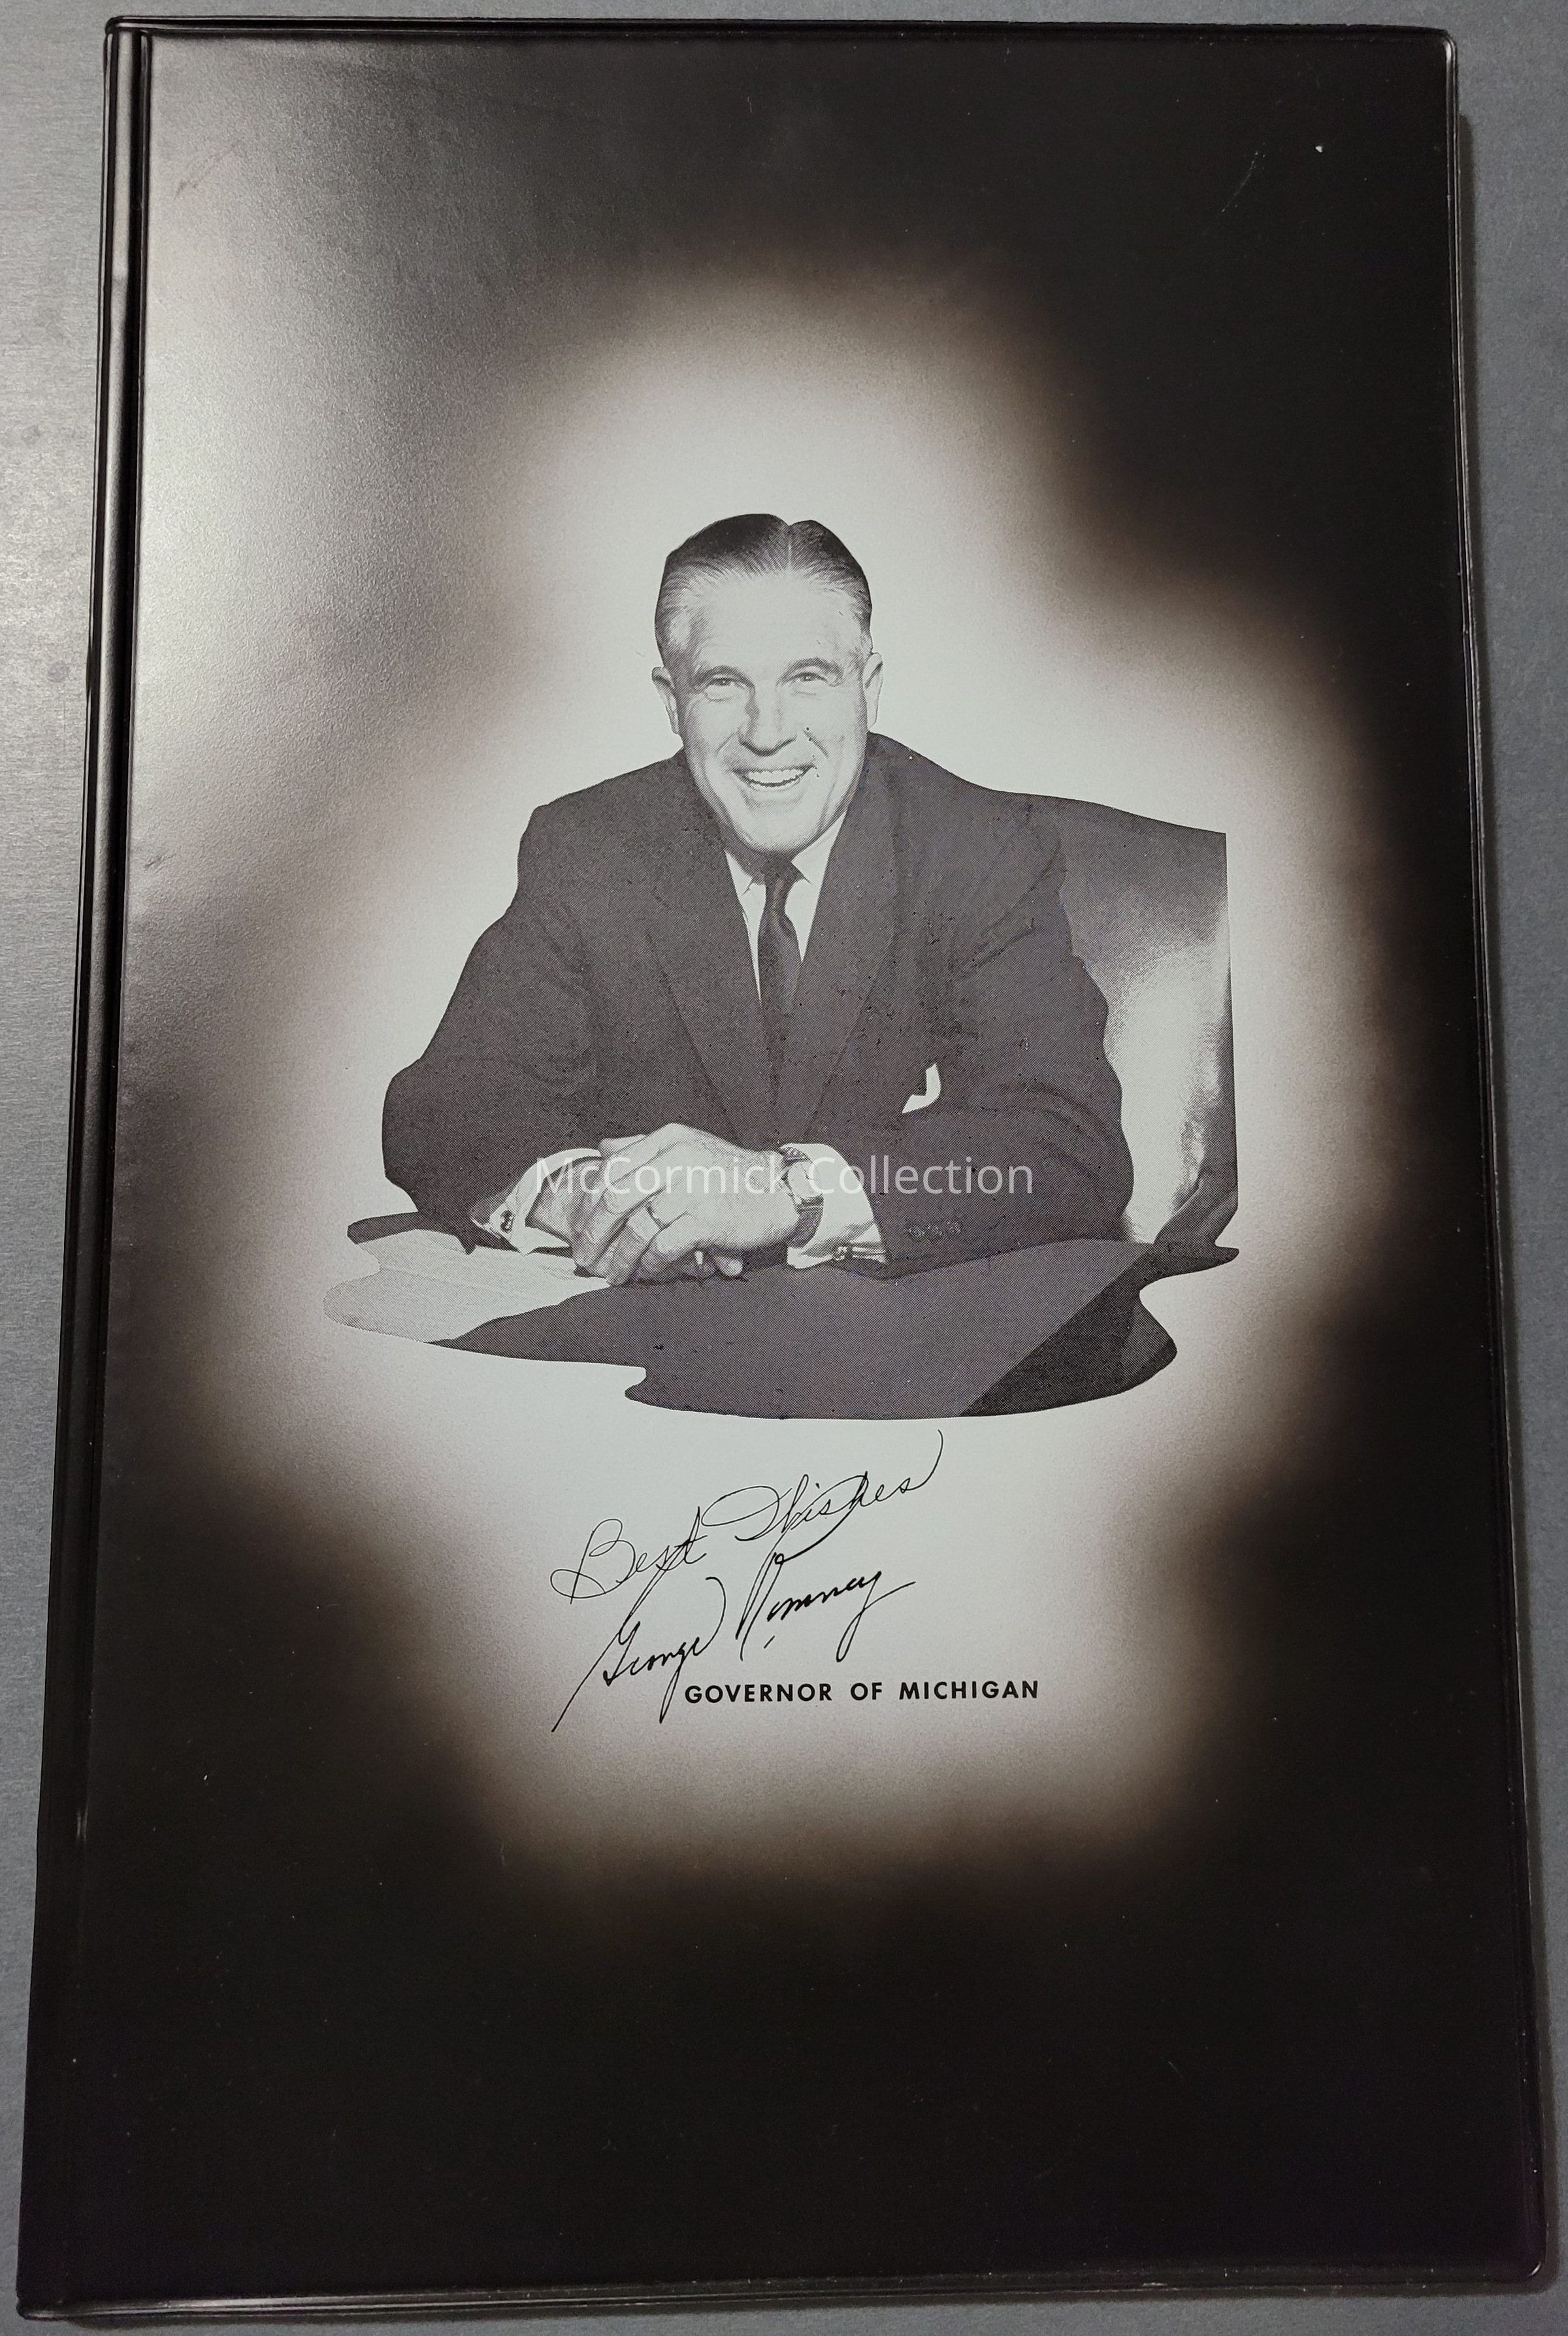 McCormick Collection
Best Wishes
George Romney
GOVERNOR OF MICHIGAN